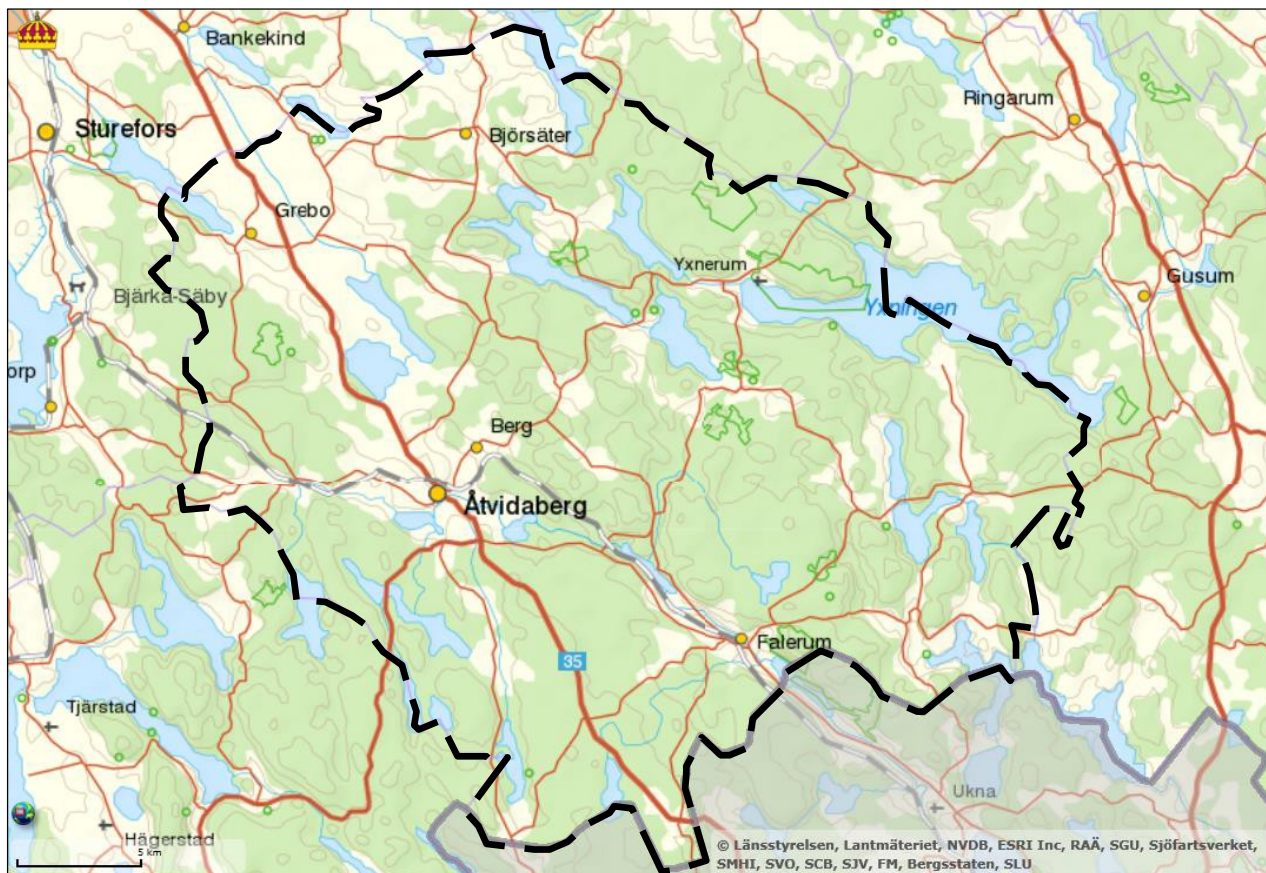 Bankekind
Ringarum
Sturefors
Björsäter
Grebo
Yxnerum
Gusum
Bjärka-Säby
Yxningen
orp
Berg
Åtvidaberg
Falerum
35
Tjärstad
Ukna
Hägerstad
5 km
© Länsstyrelsen, Lantmäteriet, NVDB, ESRI Inc, RAÄ, SGU, Sjöfartsverket,
SMHI, SVO, SCB, SJV, FM, Bergsstaten, SLU